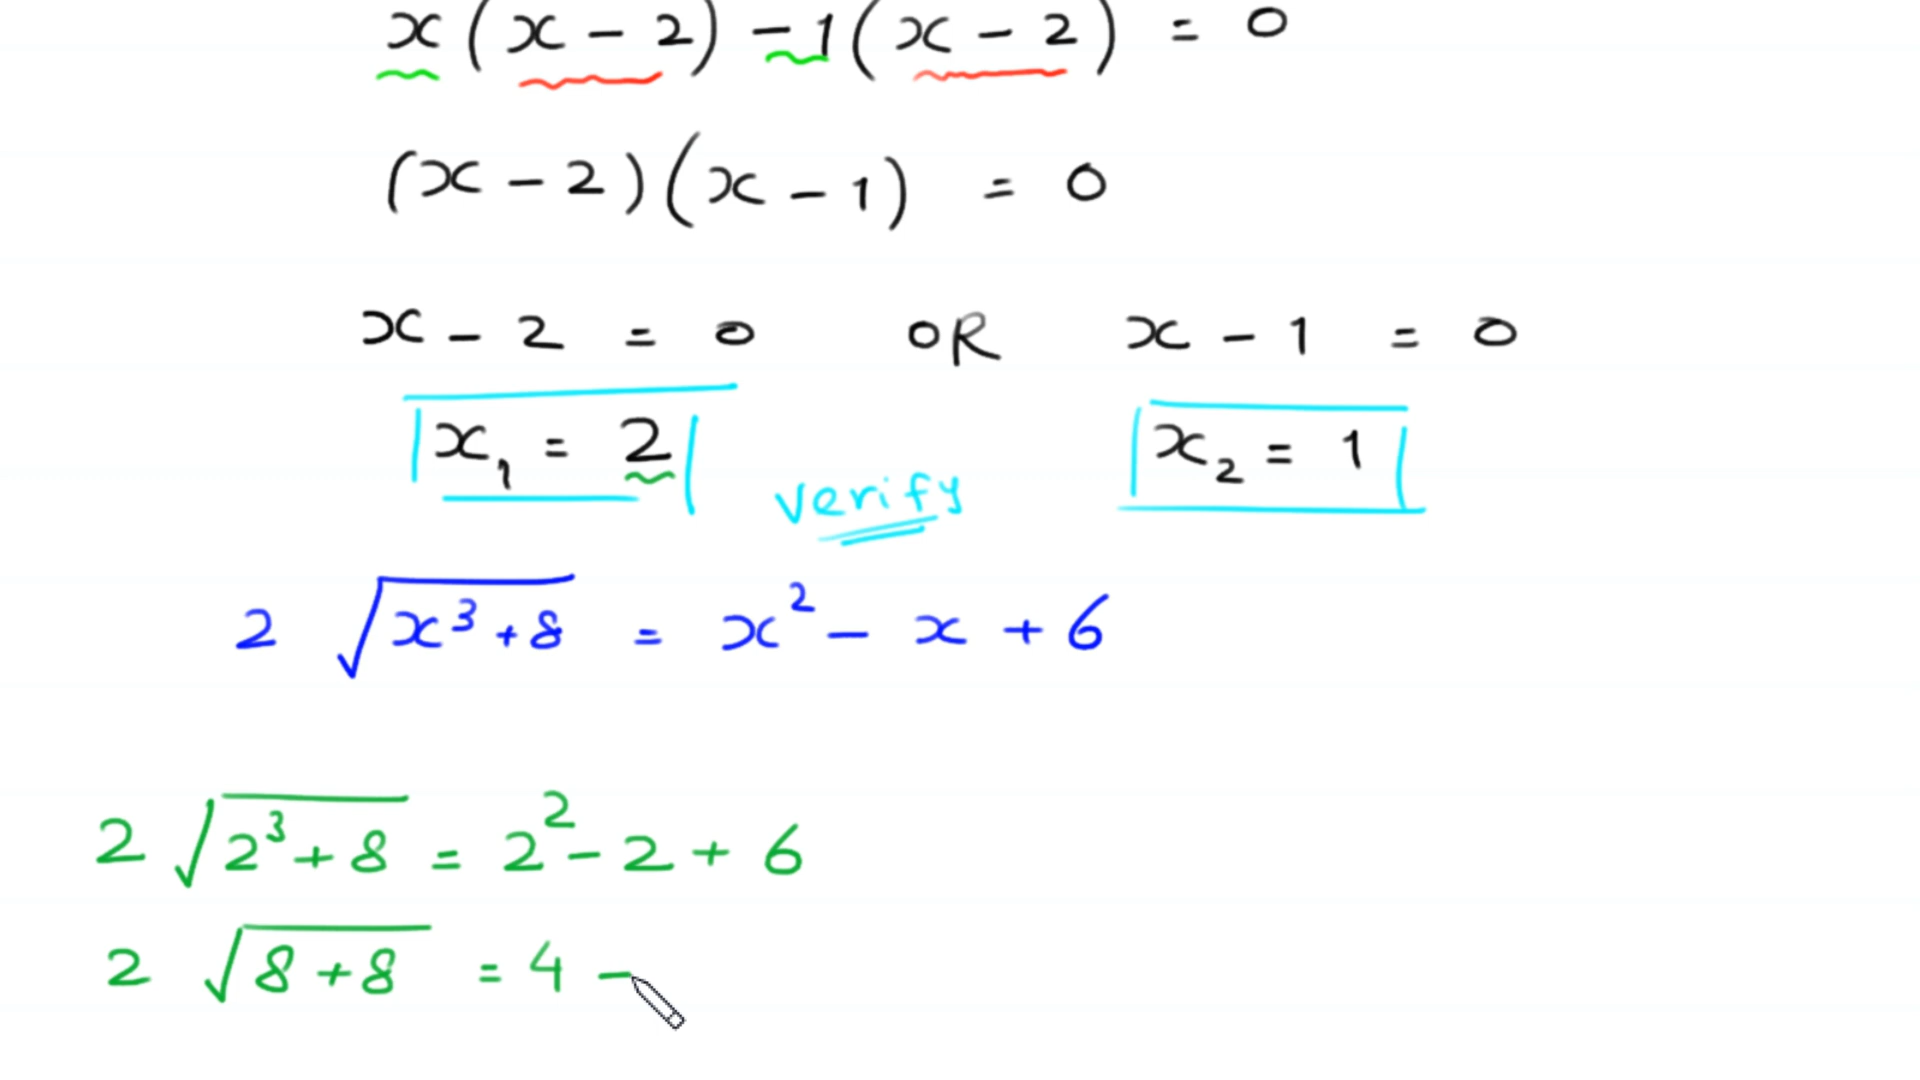 x(x - 2) - 1(x - 2) = 0
(x - 2)(x - 1) = 0
x - 2 = 0 OR x - 1 = 0
x₁ = 2 x₂ = 1
verify
2 √(x³ + 8) = x² - x + 6
2 √(2³ + 8) = 2² - 2 + 6
2 √(8 + 8) = 4 -